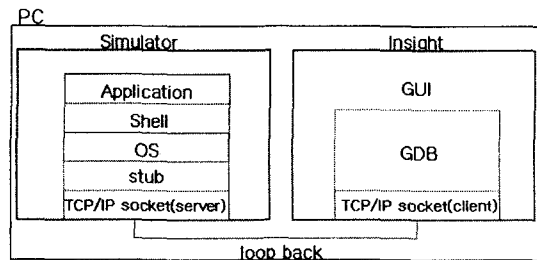 PC
Simulator
Application
Shell
OS
stub
TCP/IP socket(server)
Insight
GUI
GDB
TCP/IP socket(client)
loop back